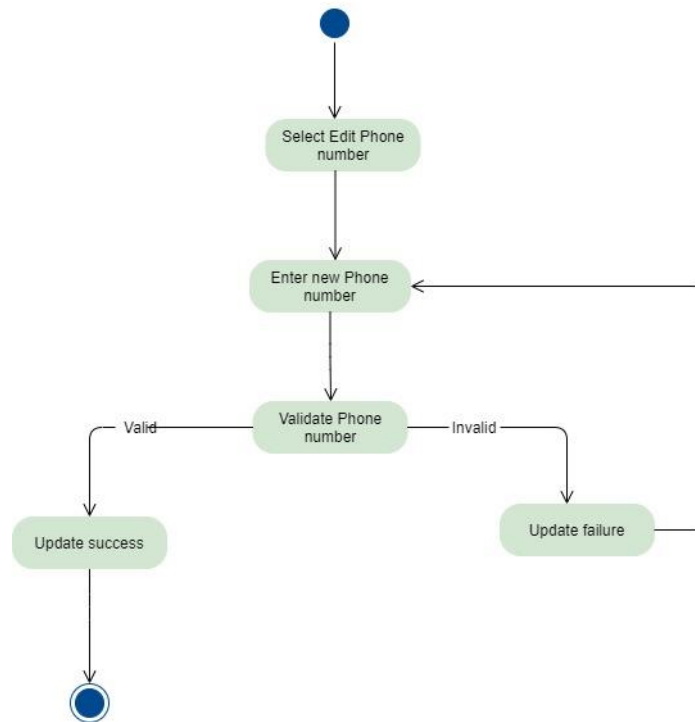 Select Edit Phone
number
Enter new Phone
number
Validate Phone
number
Valid
Invalid
Update success
Update failure